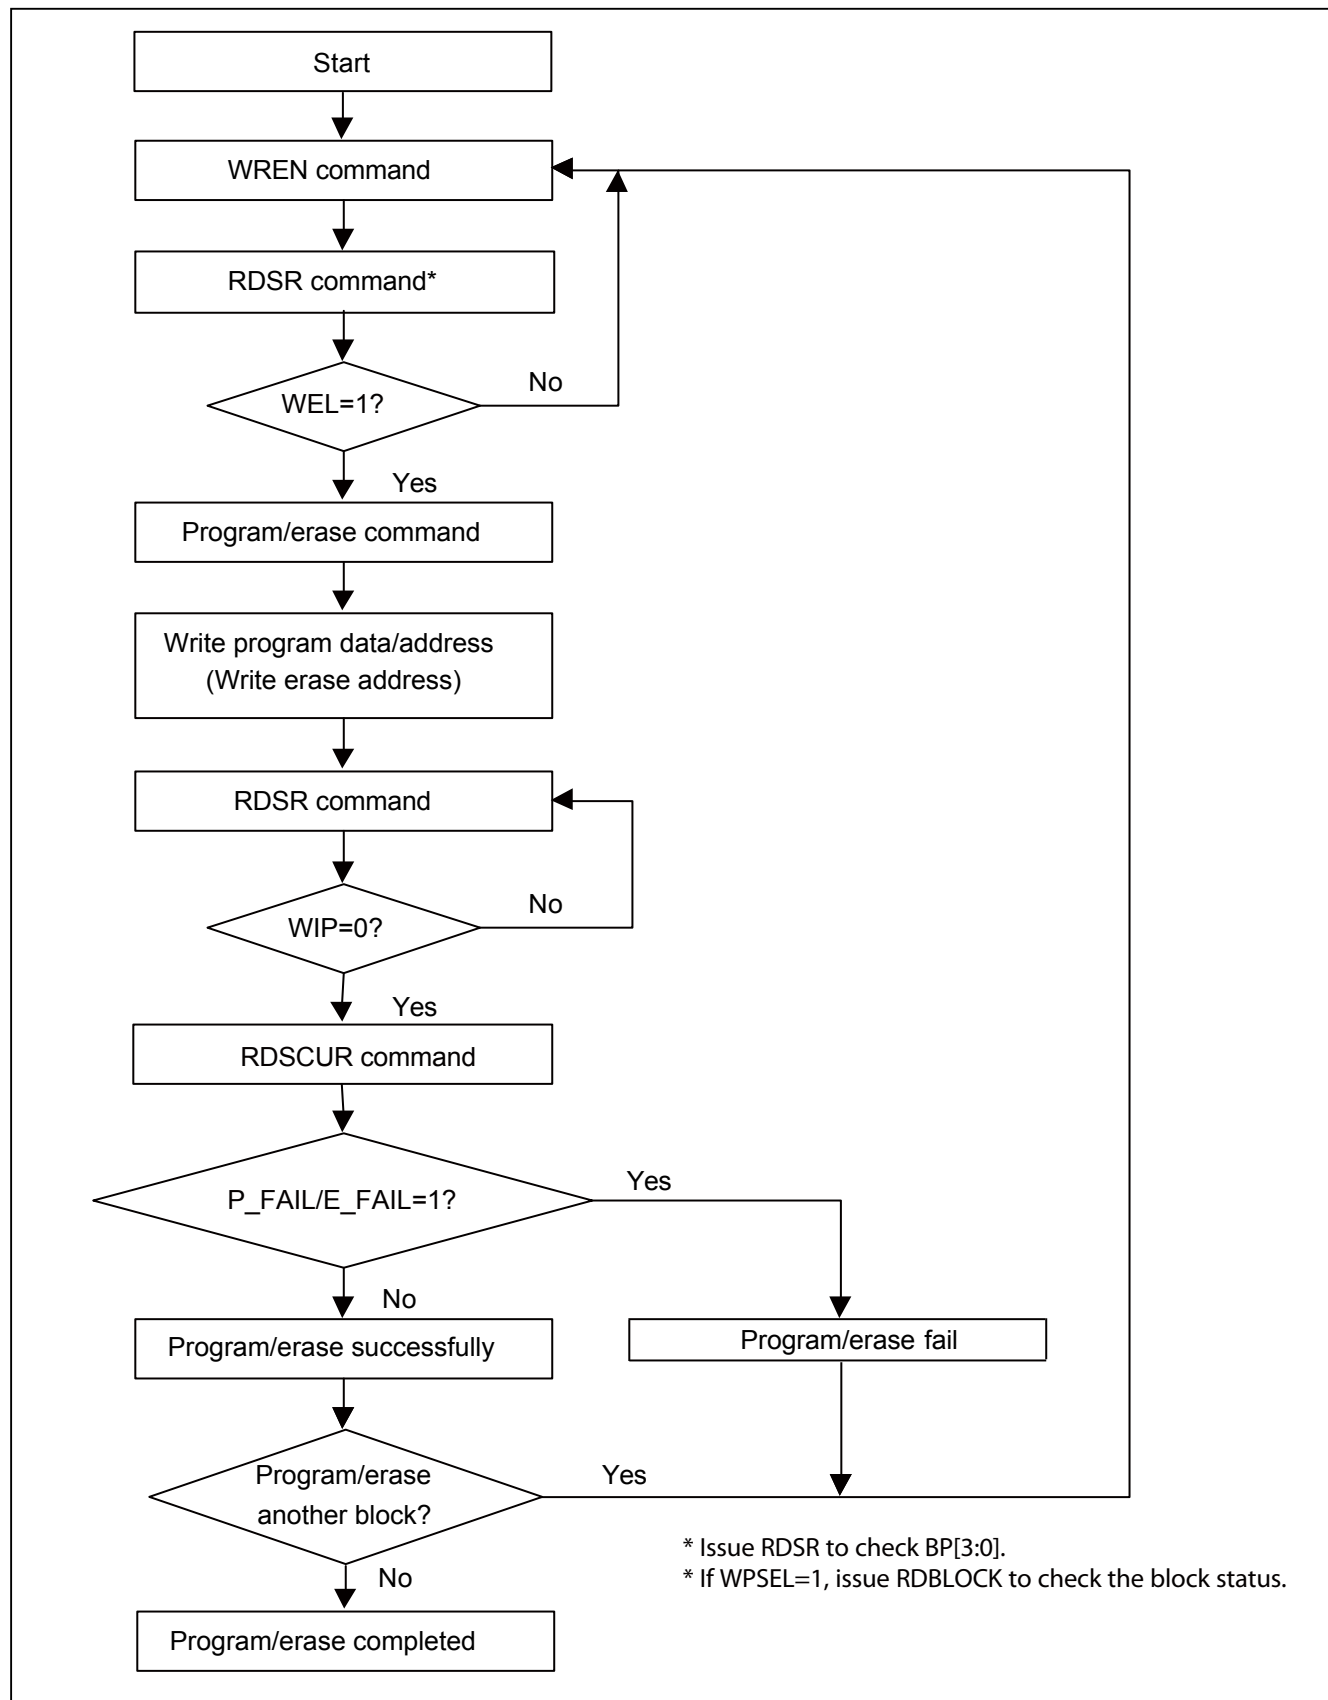 Start
WREN command
RDSR command*
WEL=1?
No
Yes
Program/erase command
Write program data/address
(Write erase address)
RDSR command
WIP=0?
No
Yes
RDSCUR command
P_FAIL/E_FAIL=1?
Yes
No
Program/erase successfully
Program/erase fail
Program/erase
another block?
Yes
* Issue RDSR to check BP[3:0].
* If WPSEL=1, issue RDBLOCK to check the block status.
No
Program/erase completed